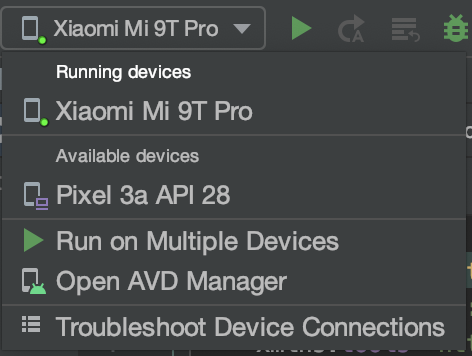 Xiaomi Mi 9T Pro
Running devices
Xiaomi Mi 9T Pro
Available devices
Pixel 3a API 28
Run on Multiple Devices
Open AVD Manager
Troubleshoot Device Connections